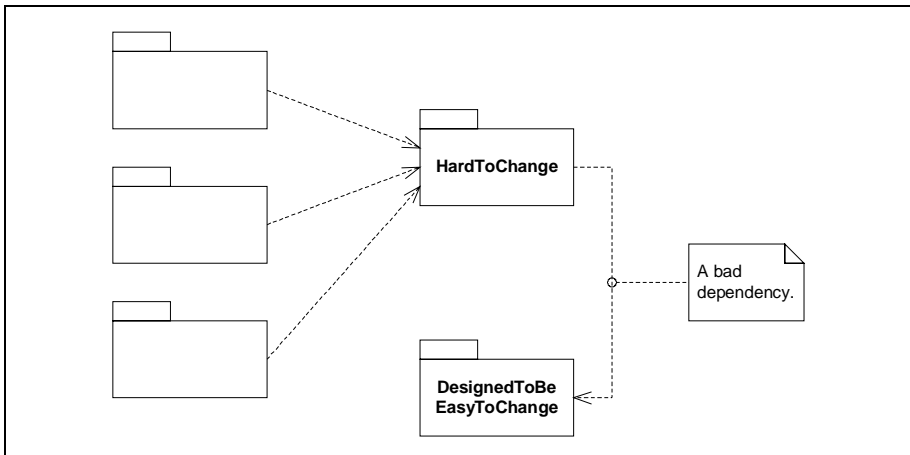 HardToChange
A bad
dependency.
DesignedToBe
EasyToChange